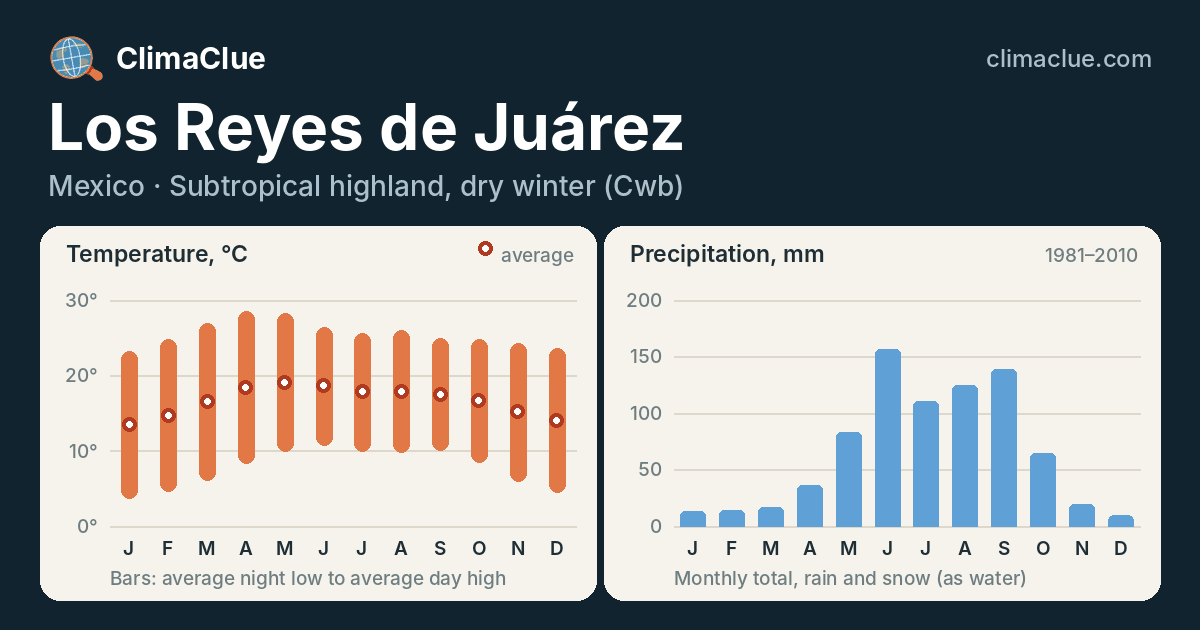 ClimaClue
climaclue.com
Los Reyes de Juárez
Mexico · Subtropical highland, dry winter (Cwb)
Temperature, °C
average
30°
20°
10°
0°
J F M A M J J A S O N D
Bars: average night low to average day high
Precipitation, mm
1981–2010
200
150
100
50
0
J F M A M J J A S O N D
Monthly total, rain and snow (as water)